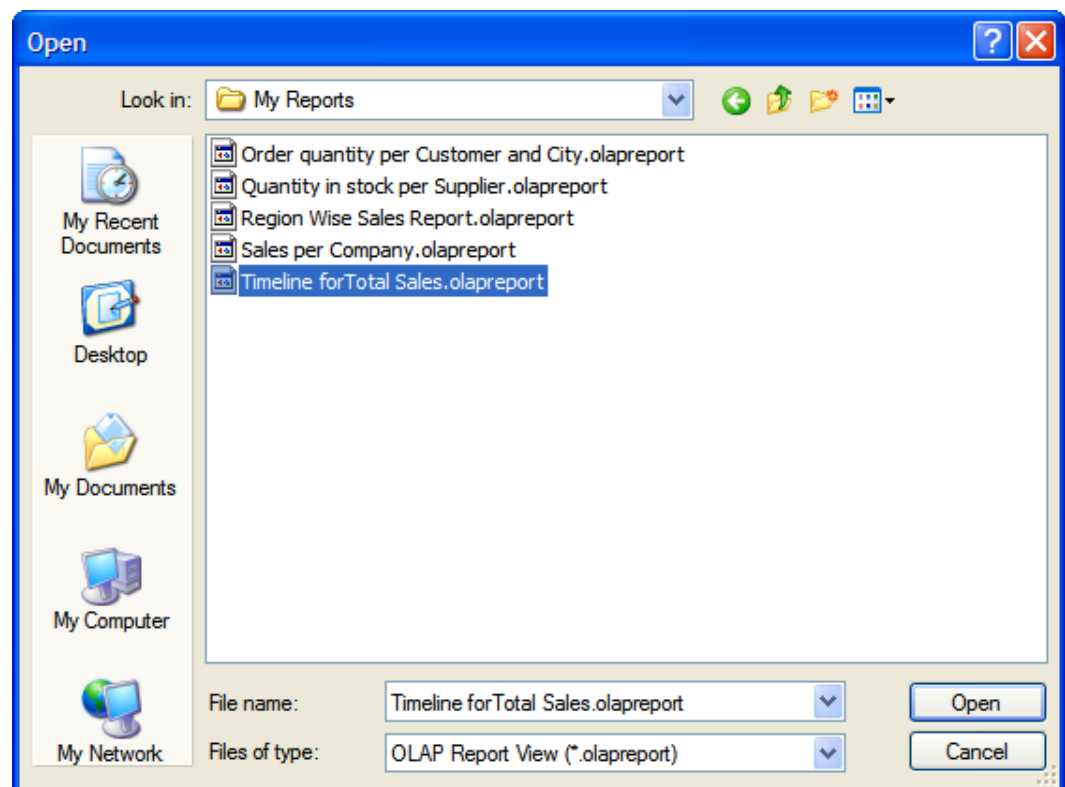 Open
Look in: My Reports
Order quantity per Customer and City.olapreport
Quantity in stock per Supplier.olapreport
Region Wise Sales Report.olapreport
Sales per Company.olapreport
Timeline forTotal Sales.olapreport
My Recent
Documents
Desktop
My Documents
My Computer
My Network
File name: Timeline forTotal Sales.olapreport Open
Files of type: OLAP Report View (*.olapreport) Cancel